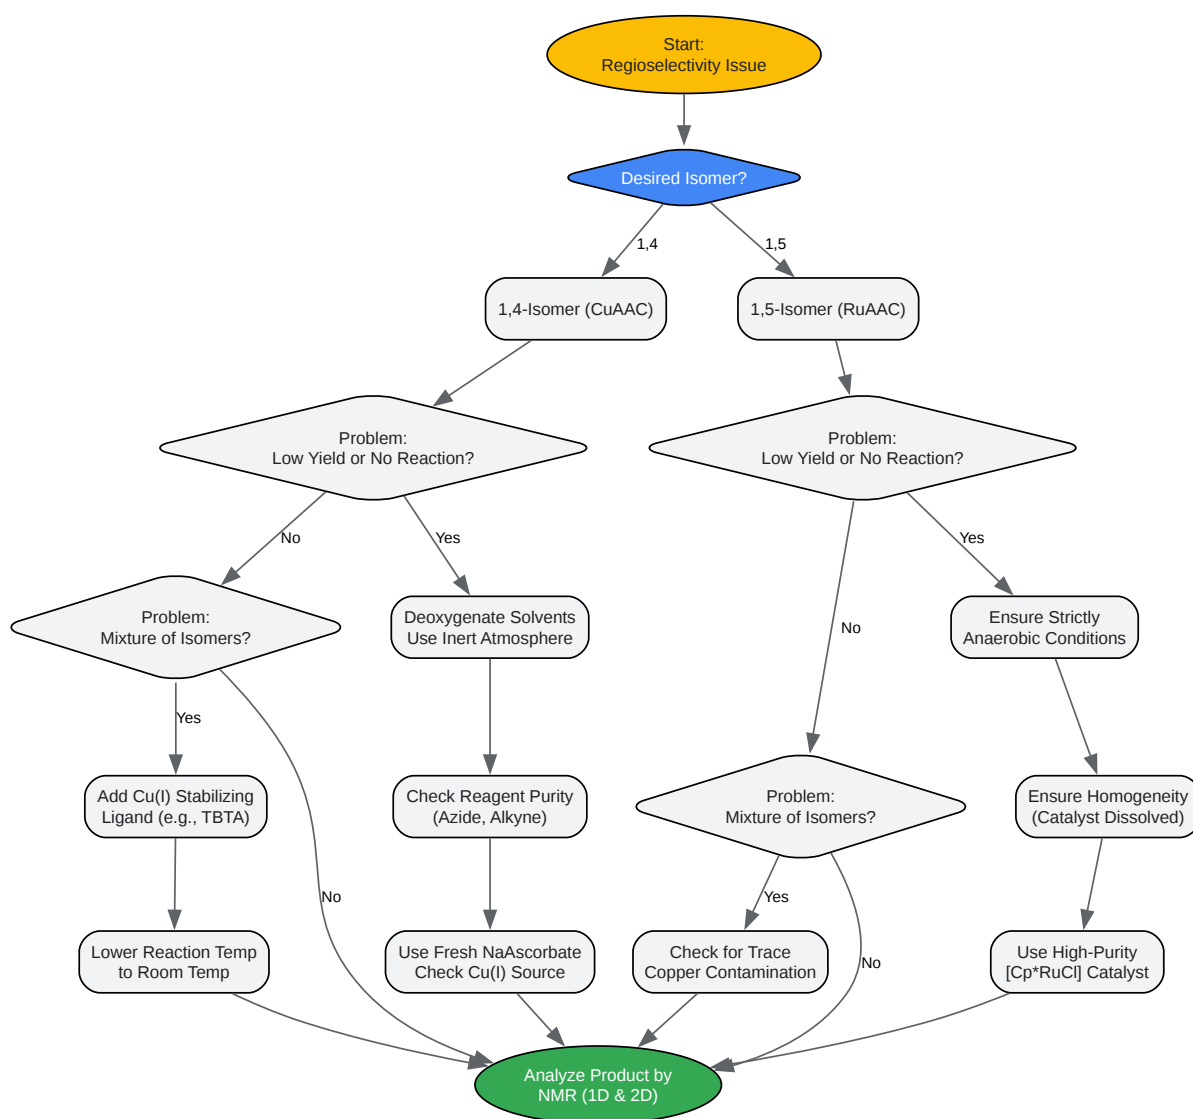 Start:
Regioselectivity Issue
Desired Isomer?
1,4
1,5
1,4-Isomer (CuAAC)
1,5-Isomer (RuAAC)
Problem:
Low Yield or No Reaction?
Problem:
Low Yield or No Reaction?
No
Yes
Yes
Problem:
Mixture of Isomers?
Deoxygenate Solvents
Use Inert Atmosphere
No
Ensure Strictly
Anaerobic Conditions
Yes
Add Cu(I) Stabilizing
Ligand (e.g., TBTA)
Check Reagent Purity
(Azide, Alkyne)
Problem:
Mixture of Isomers?
Ensure Homogeneity
(Catalyst Dissolved)
No
Yes
Lower Reaction Temp
to Room Temp
Use Fresh NaAscorbate
Check Cu(I) Source
Check for Trace
Copper Contamination
No
Use High-Purity
[Cp*RuCl] Catalyst
Analyze Product by
NMR (1D & 2D)